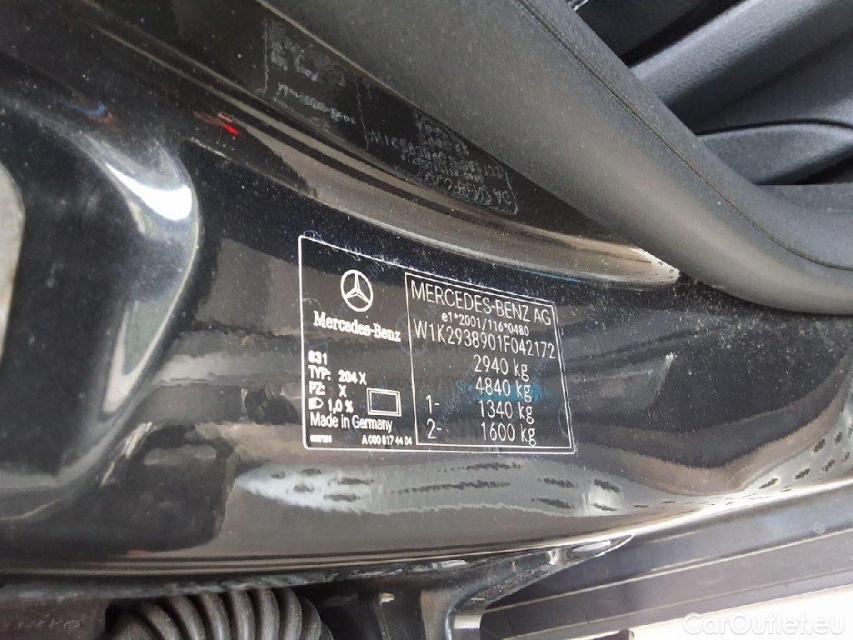 Mercedes-Benz
831
TYP: 204 X
PZ: X
1,0 %
Made in Germany
A 000 817 44 04
MERCEDES-BENZ AG
e1*2001/116*0480
W1K2938901F042172
2940 kg
4840 kg
1- 1340 kg
2- 1600 kg
CarOutlet.eu